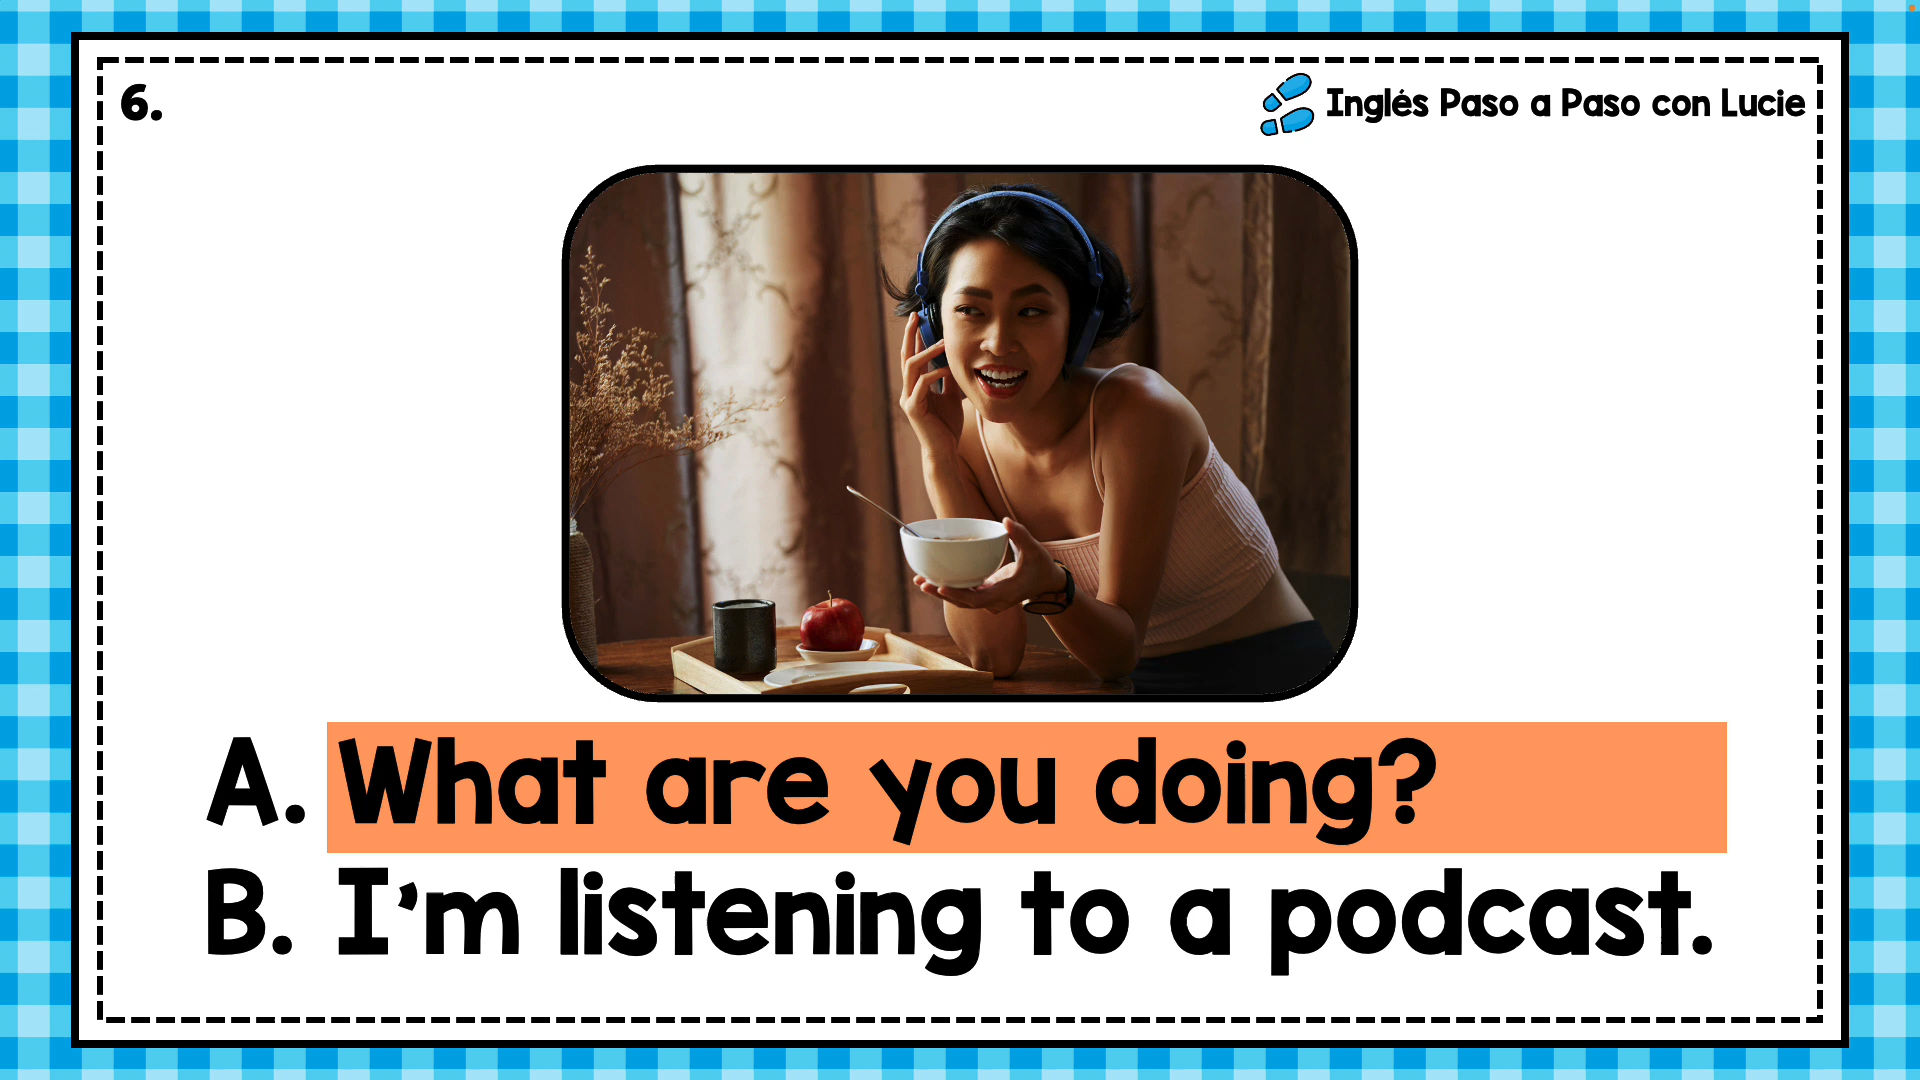 6.
Inglés Paso a Paso con Lucie
A. What are you doing?
B. I'm listening to a podcast.